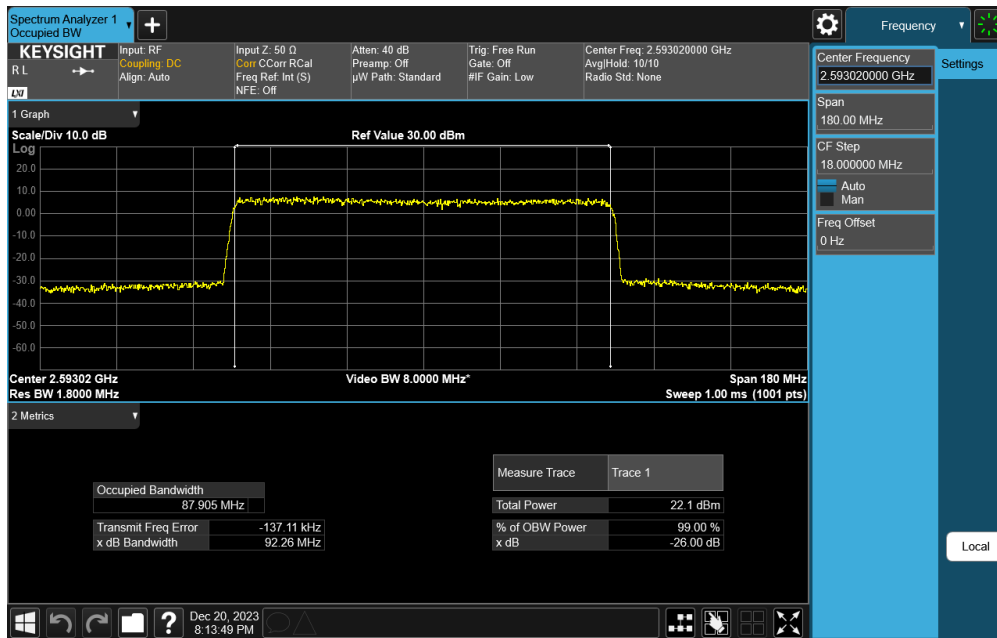 Spectrum Analyzer 1
Occupied BW
Frequency
KEYSIGHT
R L
LXI
Input: RF
Coupling: DC
Align: Auto
Input Z: 50 Ω
Corr CCorr RCal
Freq Ref: Int (S)
NFE: Off
Atten: 40 dB
Preamp: Off
µW Path: Standard
Trig: Free Run
Gate: Off
#IF Gain: Low
Center Freq: 2.593020000 GHz
Avg|Hold: 10/10
Radio Std: None
Center Frequency
2.593020000 GHz
Settings
Span
180.00 MHz
CF Step
18.000000 MHz
Auto
Man
Freq Offset
0 Hz
1 Graph
Scale/Div 10.0 dB
Ref Value 30.00 dBm
Log
20.0
10.0
0.00
-10.0
-20.0
-30.0
-40.0
-50.0
-60.0
Center 2.59302 GHz
Video BW 8.0000 MHz*
Span 180 MHz
Res BW 1.8000 MHz
Sweep 1.00 ms (1001 pts)
2 Metrics
Occupied Bandwidth
87.905 MHz
Transmit Freq Error -137.11 kHz
x dB Bandwidth 92.26 MHz
Measure Trace Trace 1
Total Power 22.1 dBm
% of OBW Power 99.00 %
x dB -26.00 dB
Local
?
Dec 20, 2023
8:13:49 PM